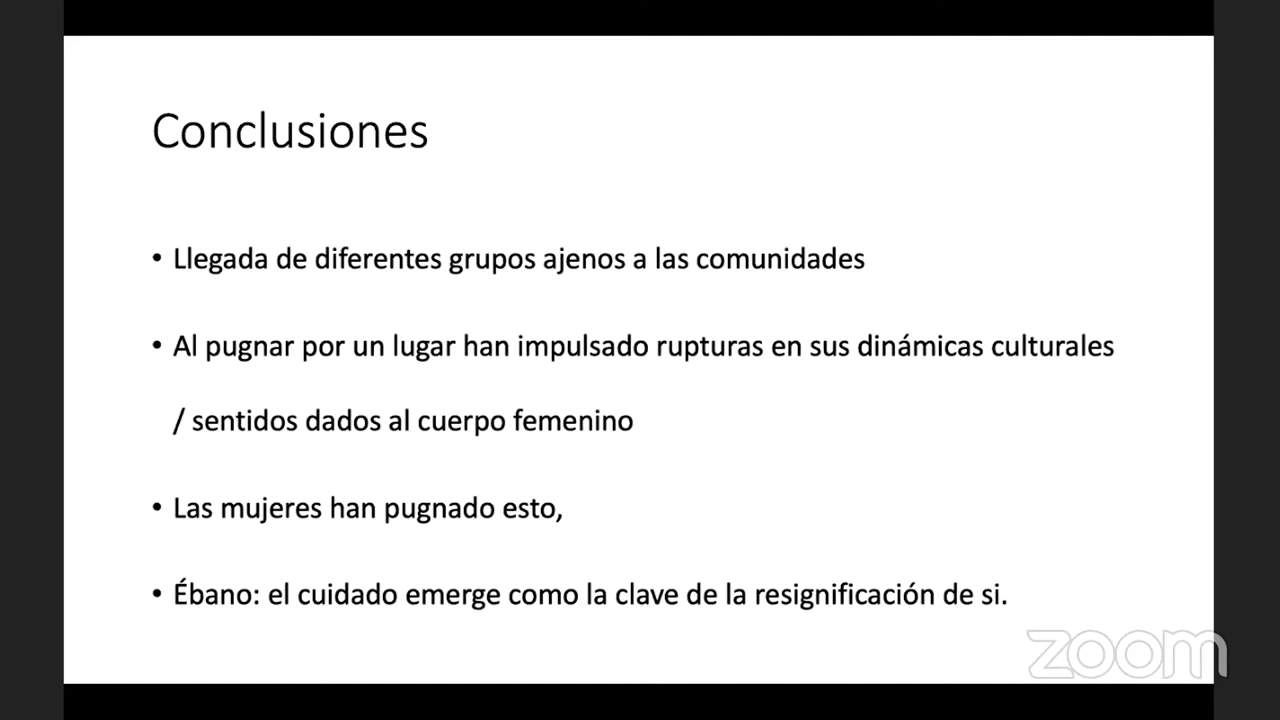 Conclusiones
• Llegada de diferentes grupos ajenos a las comunidades
• Al pugnar por un lugar han impulsado rupturas en sus dinámicas culturales
/ sentidos dados al cuerpo femenino
• Las mujeres han pugnado esto,
• Ébano: el cuidado emerge como la clave de la resignificación de si.
zoom